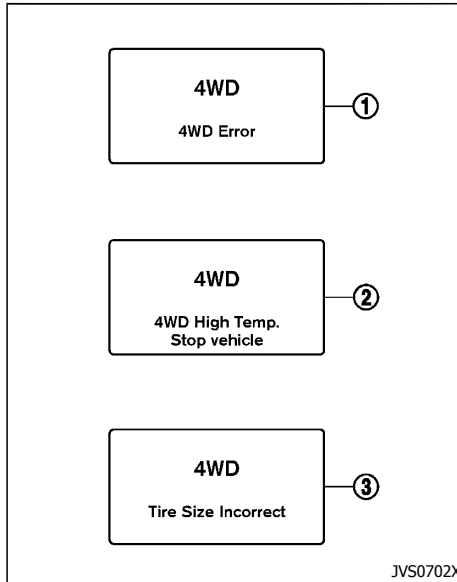 4WD
4WD Error
①
4WD
4WD High Temp.
Stop vehicle
②
4WD
Tire Size Incorrect
③
JVS0702X